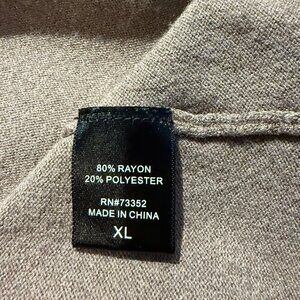 80% RAYON
20% POLYESTER
RN#73352
MADE IN CHINA
XL